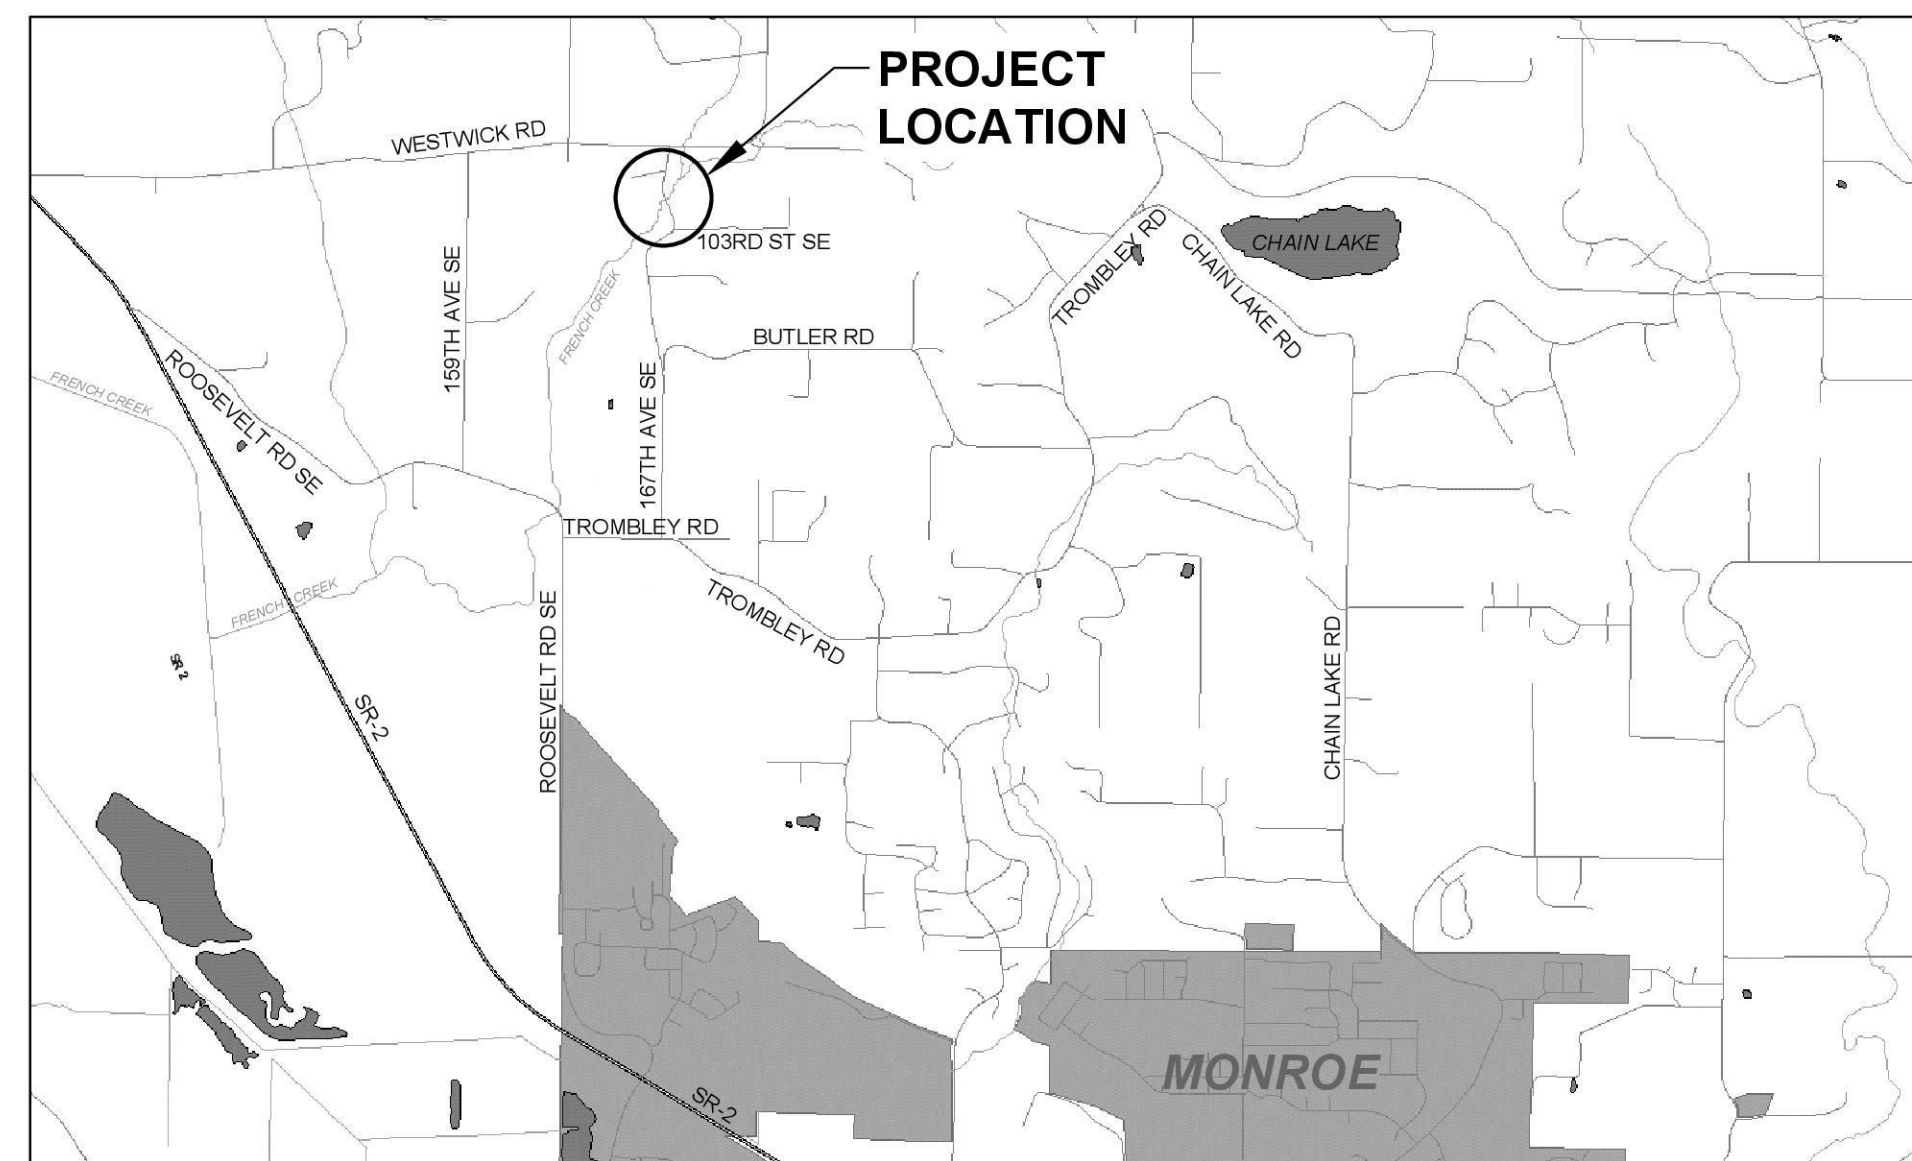 PROJECT
LOCATION
WESTWICK RD
103RD ST SE
CHAIN LAKE
TROMBLEY RD
CHAIN LAKE RD
159TH AVE SE
FRENCH CREEK
BUTLER RD
ROOSEVELT RD SE
FRENCH CREEK
167TH AVE SE
TROMBLEY RD
FRENCH CREEK
TROMBLEY RD
ROOSEVELT RD SE
CHAIN LAKE RD
SR 2
SR-2
MONROE
SR-2